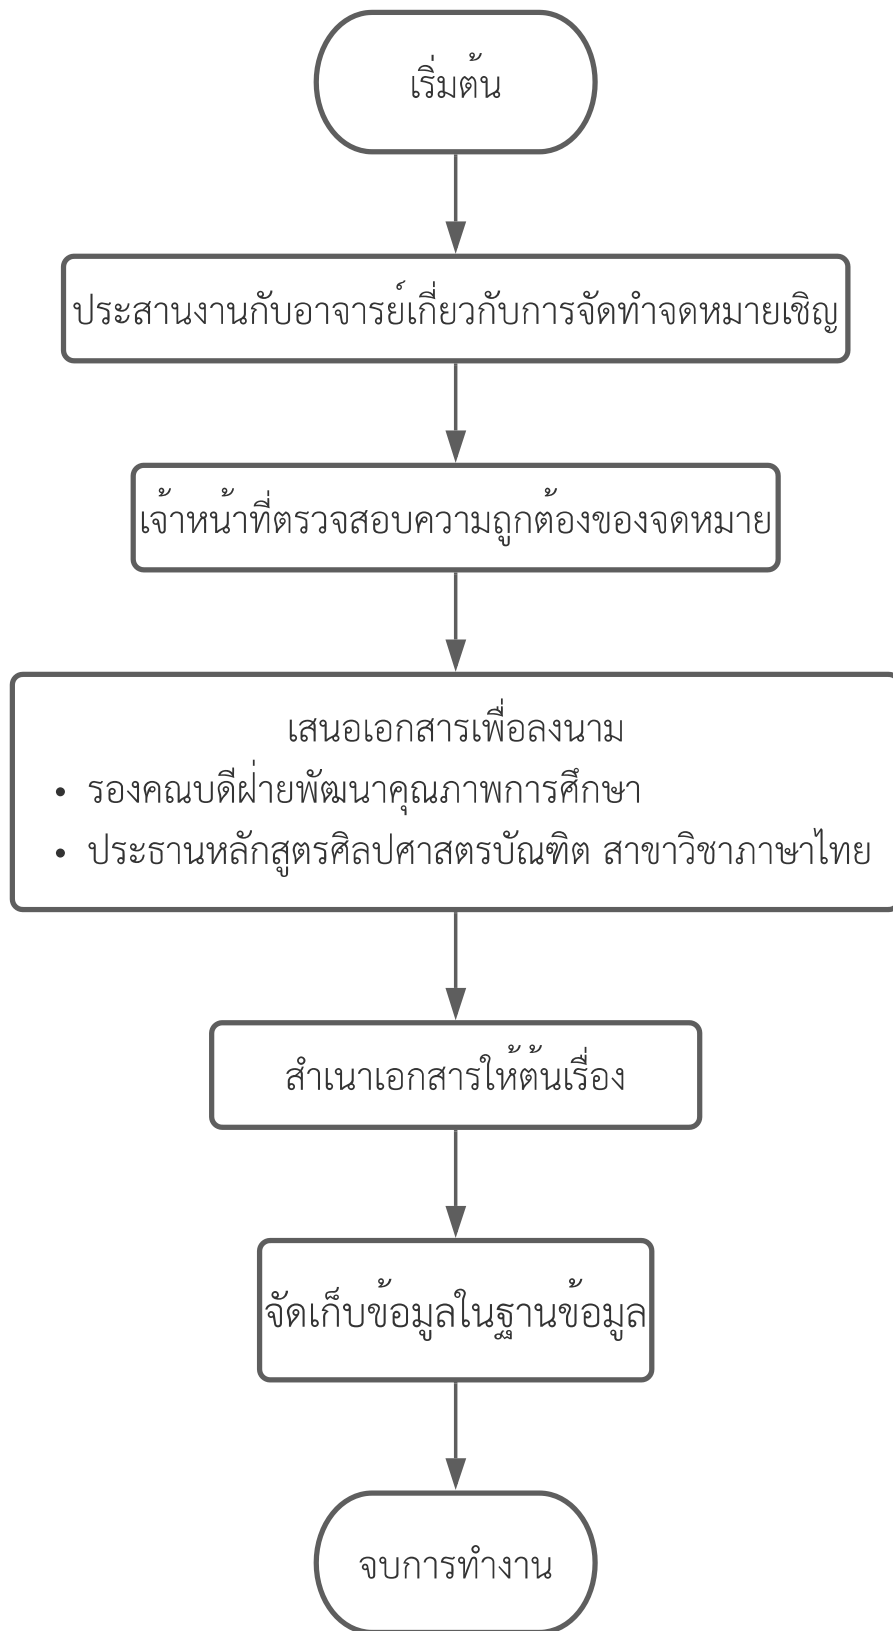 เริ่มต้น
ประสานงานกับอาจารย์เกี่ยวกับการจัดทำจดหมายเชิญ
เจ้าหน้าที่ตรวจสอบความถูกต้องของจดหมาย
เสนอเอกสารเพื่อลงนาม
• รองคณบดีฝ่ายพัฒนาคุณภาพการศึกษา
• ประธานหลักสูตรศิลปศาสตรบัณฑิต สาขาวิชาภาษาไทย
สำเนาเอกสารให้ต้นเรื่อง
จัดเก็บข้อมูลในฐานข้อมูล
จบการทำงาน